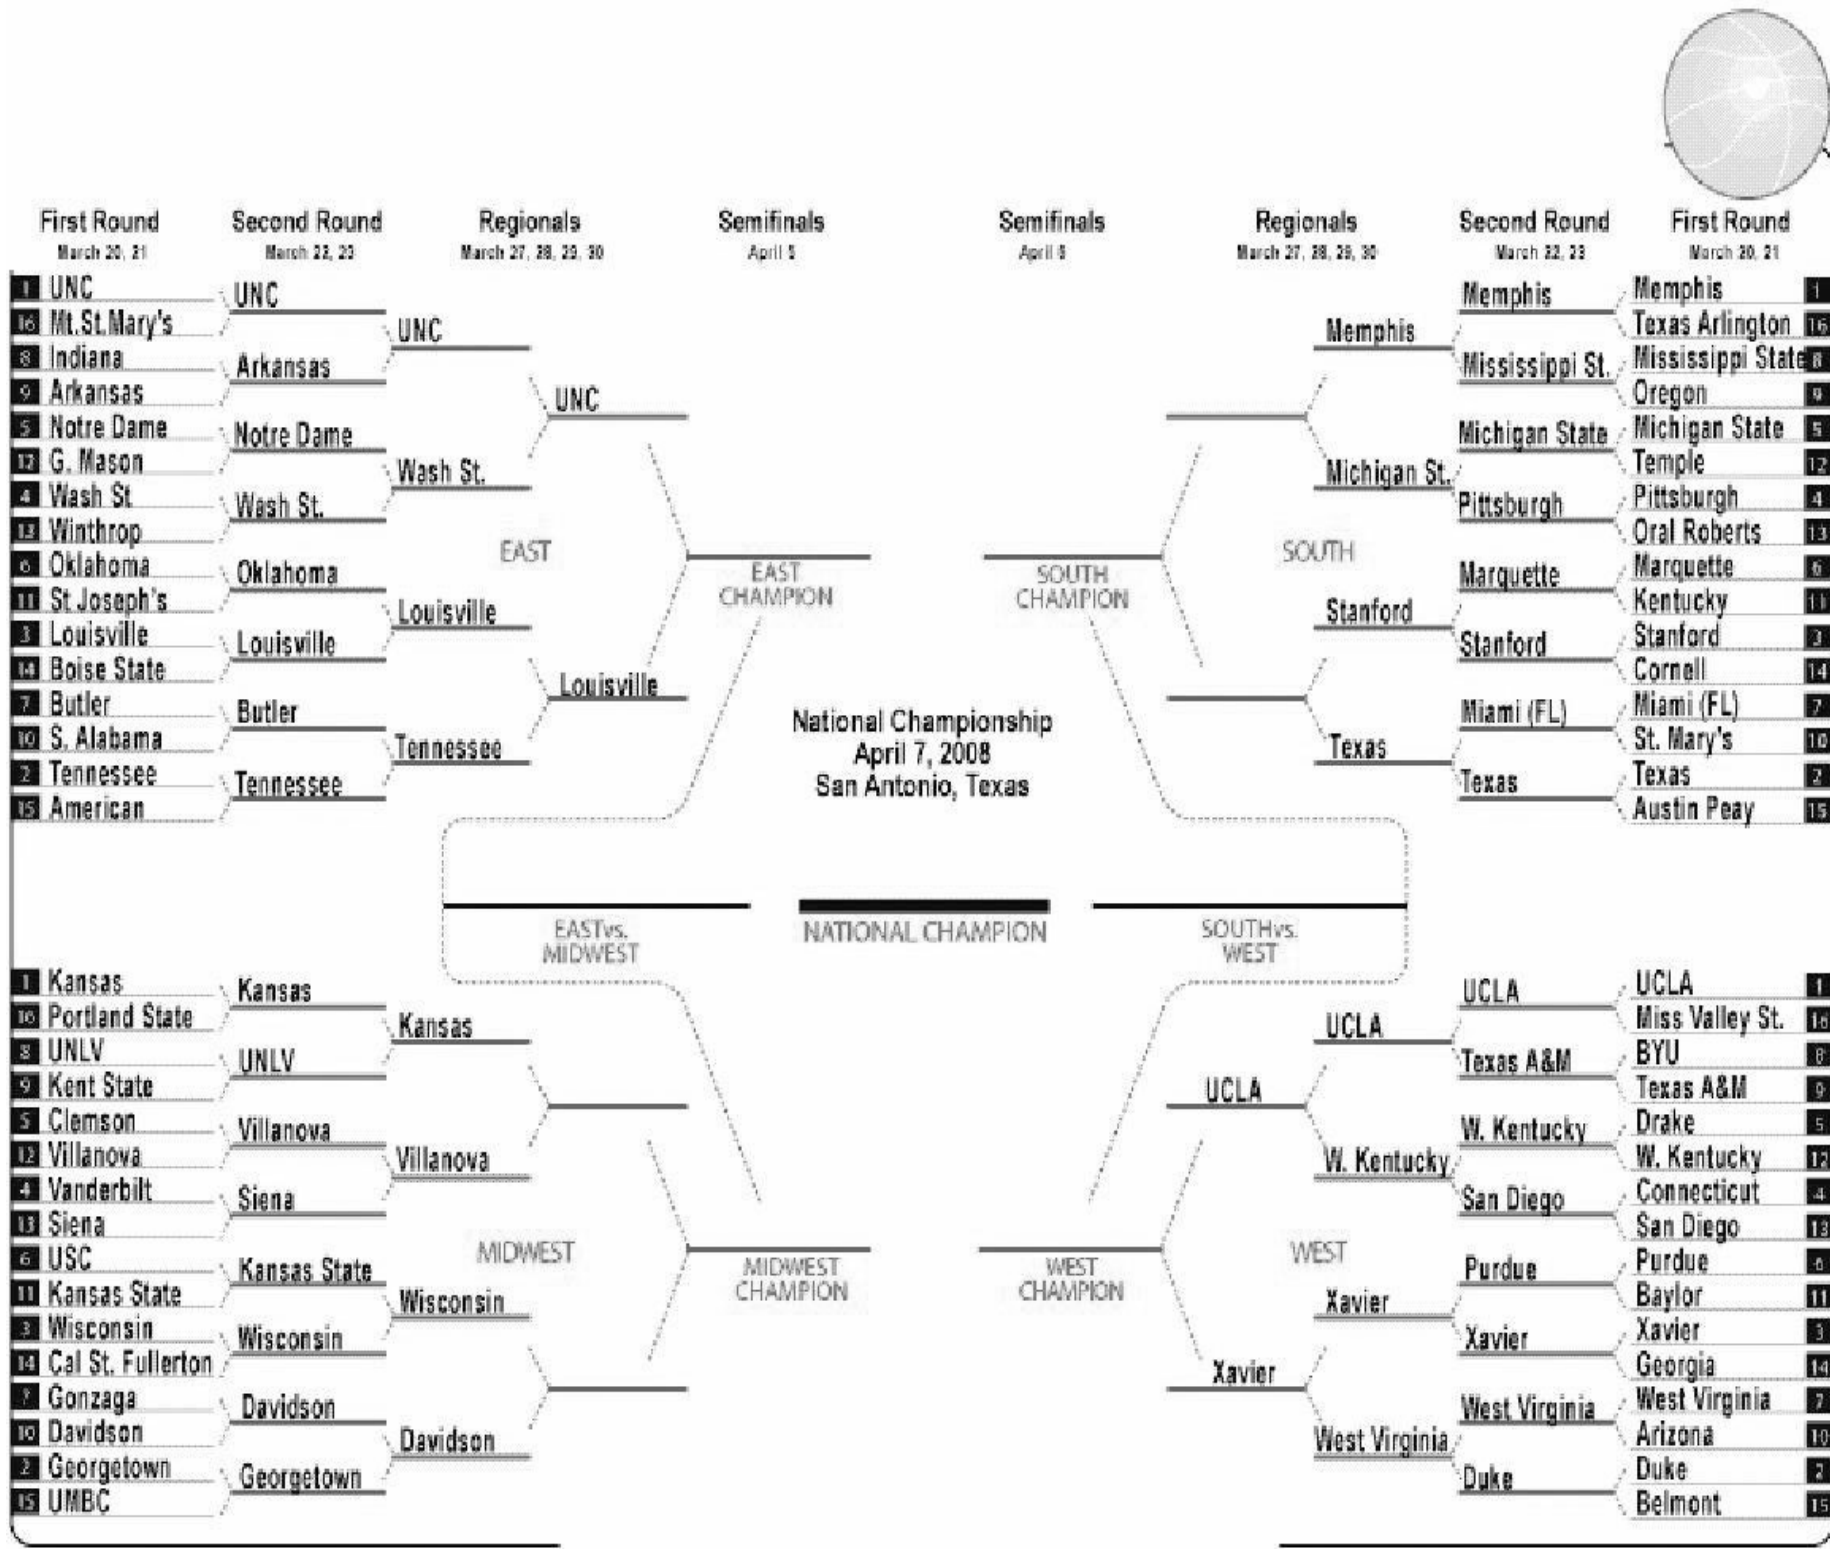 First Round
March 20, 21
Second Round
March 22, 23
Regionals
March 27, 28, 29, 30
Semifinals
April 5
Semifinals
April 5
Regionals
March 27, 28, 29, 30
Second Round
March 22, 23
First Round
March 20, 21
1 UNC
16 Mt.St.Mary's
8 Indiana
9 Arkansas
5 Notre Dame
12 G. Mason
4 Wash St
13 Winthrop
6 Oklahoma
11 St Joseph's
3 Louisville
14 Boise State
7 Butler
10 S. Alabama
2 Tennessee
15 American
UNC
Arkansas
Notre Dame
Wash St.
Oklahoma
Louisville
Butler
Tennessee
UNC
Wash St.
Louisville
Tennessee
UNC
Louisville
EAST
EAST
CHAMPION
SOUTH
CHAMPION
SOUTH
Memphis
Michigan St.
Stanford
Texas
Memphis
Mississippi St.
Michigan State
Pittsburgh
Marquette
Stanford
Miami (FL)
Texas
Memphis 1
Texas Arlington 16
Mississippi State 8
Oregon 9
Michigan State 5
Temple 12
Pittsburgh 4
Oral Roberts 13
Marquette 6
Kentucky 11
Stanford 3
Cornell 14
Miami (FL) 7
St. Mary's 10
Texas 2
Austin Peay 15
National Championship
April 7, 2008
San Antonio, Texas
EASTvs.
MIDWEST
NATIONAL CHAMPION
SOUTHvs.
WEST
1 Kansas
16 Portland State
8 UNLV
9 Kent State
5 Clemson
12 Villanova
4 Vanderbilt
13 Siena
6 USC
11 Kansas State
3 Wisconsin
14 Cal St. Fullerton
7 Gonzaga
10 Davidson
2 Georgetown
15 UMBC
Kansas
UNLV
Villanova
Siena
Kansas State
Wisconsin
Davidson
Georgetown
Kansas
Villanova
Wisconsin
Davidson
MIDWEST
MIDWEST
CHAMPION
WEST
CHAMPION
WEST
UCLA
Xavier
UCLA
W. Kentucky
Xavier
West Virginia
UCLA
Texas A&M
W. Kentucky
San Diego
Purdue
Xavier
West Virginia
Duke
UCLA 1
Miss Valley St. 16
BYU 8
Texas A&M 9
Drake 5
W. Kentucky 12
Connecticut 4
San Diego 13
Purdue 6
Baylor 11
Xavier 3
Georgia 14
West Virginia 7
Arizona 10
Duke 2
Belmont 15